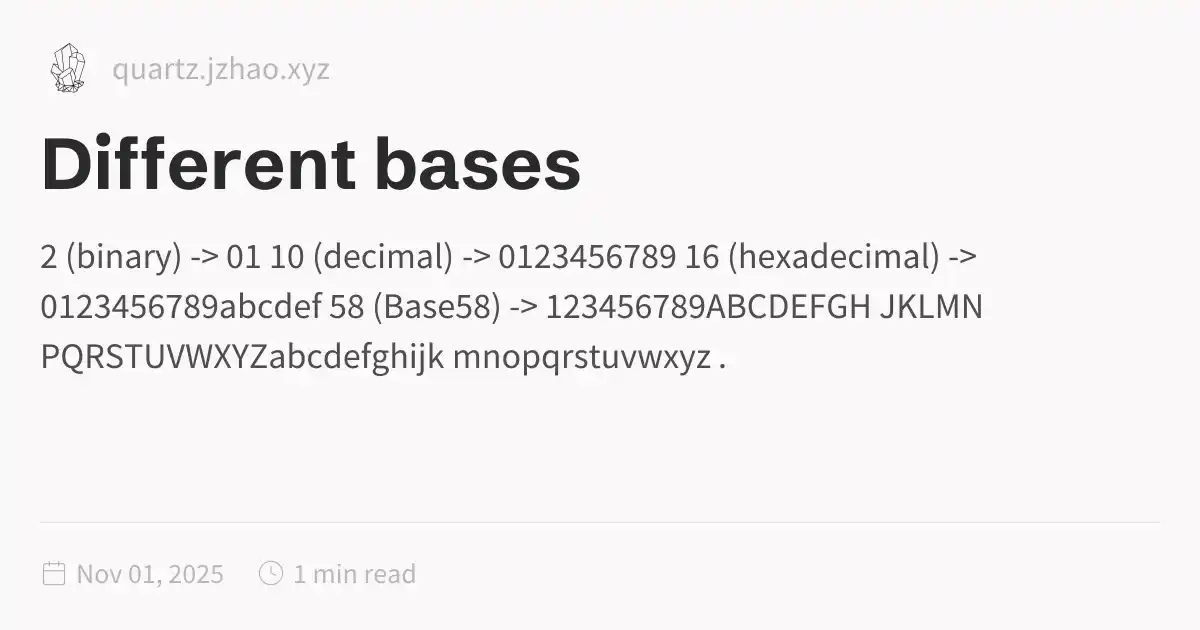 quartz.jzhao.xyz
Different bases
2 (binary) -> 01 10 (decimal) -> 0123456789 16 (hexadecimal) ->
0123456789abcdef 58 (Base58) -> 123456789ABCDEFGH JKLMN
PQRSTUVWXYZabcdefghijk mnopqrstuvwxyz .
Nov 01, 2025 1 min read